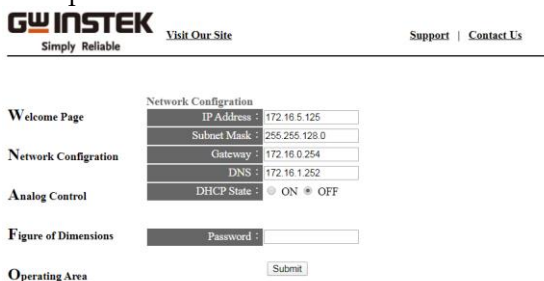 GWINSTEK
Simply Reliable
Visit Our Site
Support | Contact Us
Welcome Page
Network Configration
Analog Control
Figure of Dimensions
Operating Area
Network Configration
IP Address : 172.16.5.125
Subnet Mask : 255.255.128.0
Gateway : 172.16.0.254
DNS : 172.16.1.252
DHCP State : ON OFF
Password :
Submit